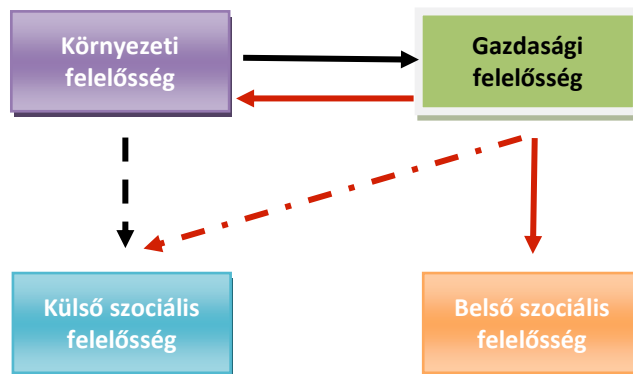 Környezeti
felelősség
Gazdasági
felelősség
Külső szociális
felelősség
Belső szociális
felelősség